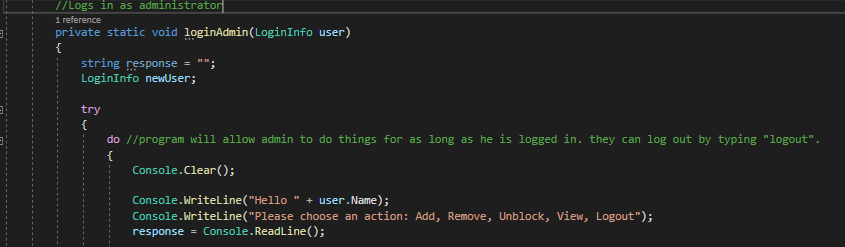 //Logs in as administrator
1 reference
private static void loginAdmin(LoginInfo user)
{
string response = "";
LoginInfo newUser;
try
{
do //program will allow admin to do things for as long as he is logged in. they can log out by typing "logout".
{
Console.Clear();
Console.WriteLine("Hello " + user.Name);
Console.WriteLine("Please choose an action: Add, Remove, Unblock, View, Logout");
response = Console.ReadLine();